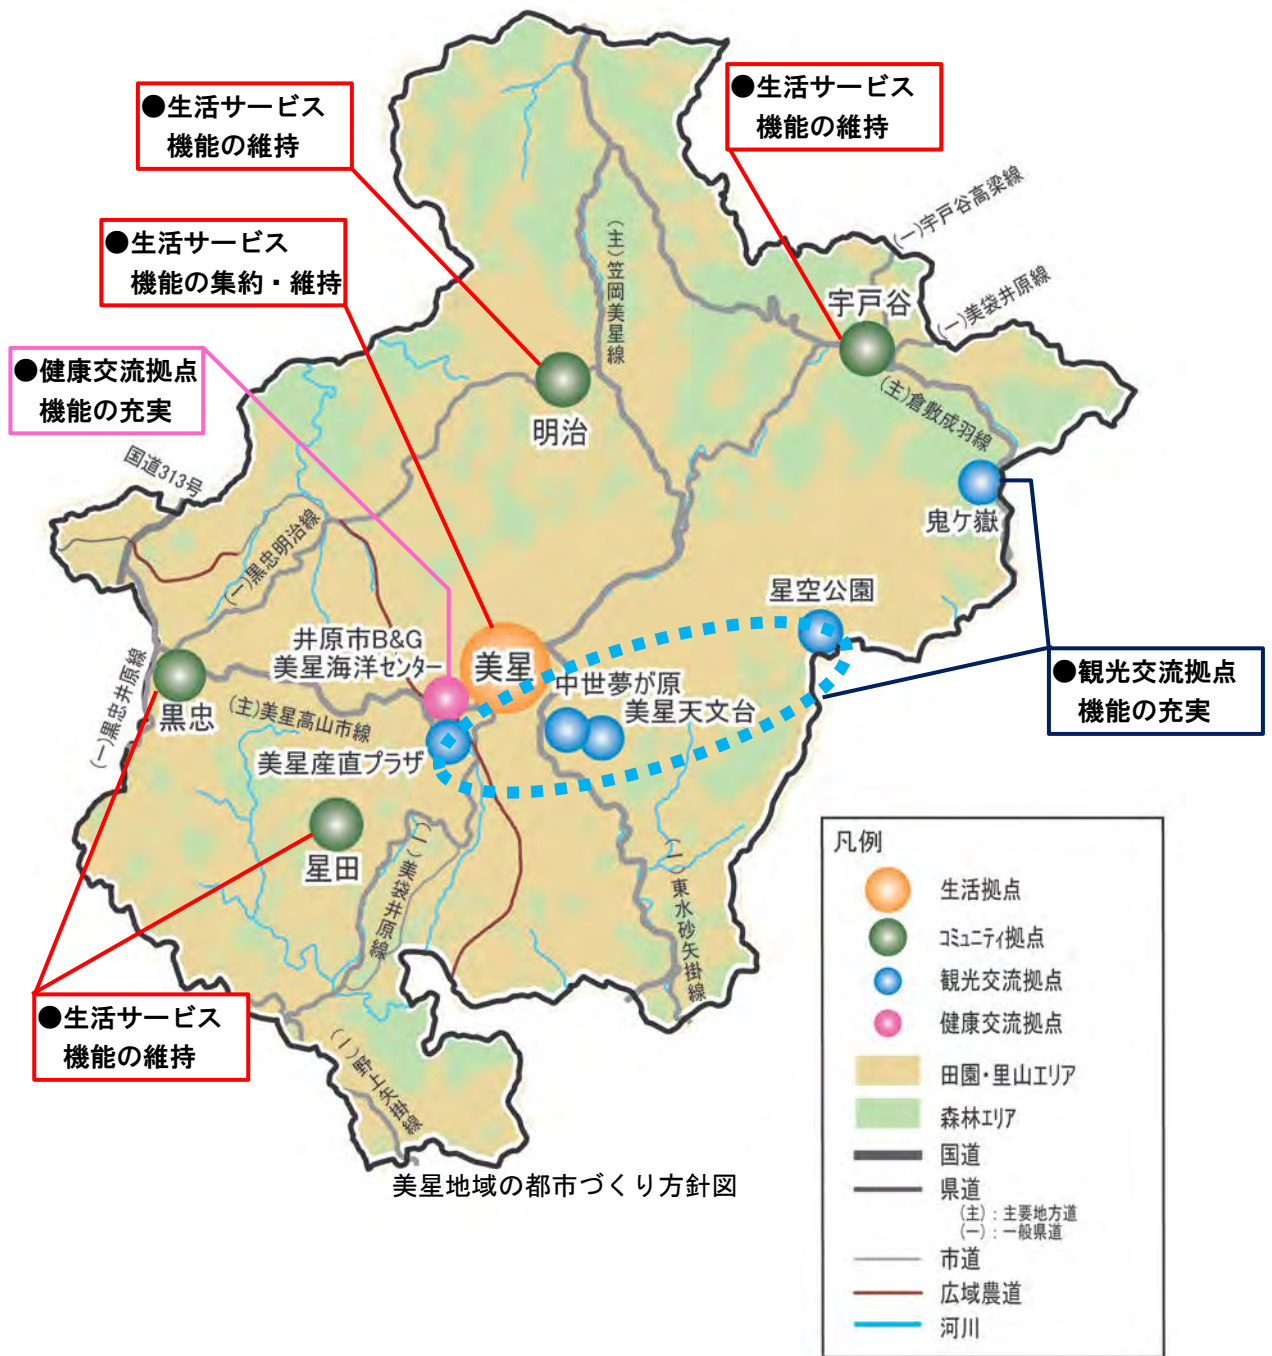 ●生活サービス
機能の維持
●生活サービス
機能の維持
●生活サービス
機能の集約・維持
●健康交流拠点
機能の充実
(一)宇戸谷高梁線
(一)美袋井原線
(主)笠岡美星線
宇戸谷
(主)倉敷成羽線
明治
鬼ケ嶽
国道313号
(一)黒忠明治線
星空公園
井原市B&G
美星海洋センター
美星
中世夢が原
美星天文台
●観光交流拠点
機能の充実
黒忠
(一)黒忠井原線
(主)美星高山市線
美星産直プラザ
星田
(一)美袋井原線
(一)東水砂矢掛線
●生活サービス
機能の維持
(一)野上矢掛線
美星地域の都市づくり方針図
凡例
生活拠点
コミュニティ拠点
観光交流拠点
健康交流拠点
田園・里山エリア
森林エリア
国道
県道
(主):主要地方道
(一):一般県道
市道
広域農道
河川